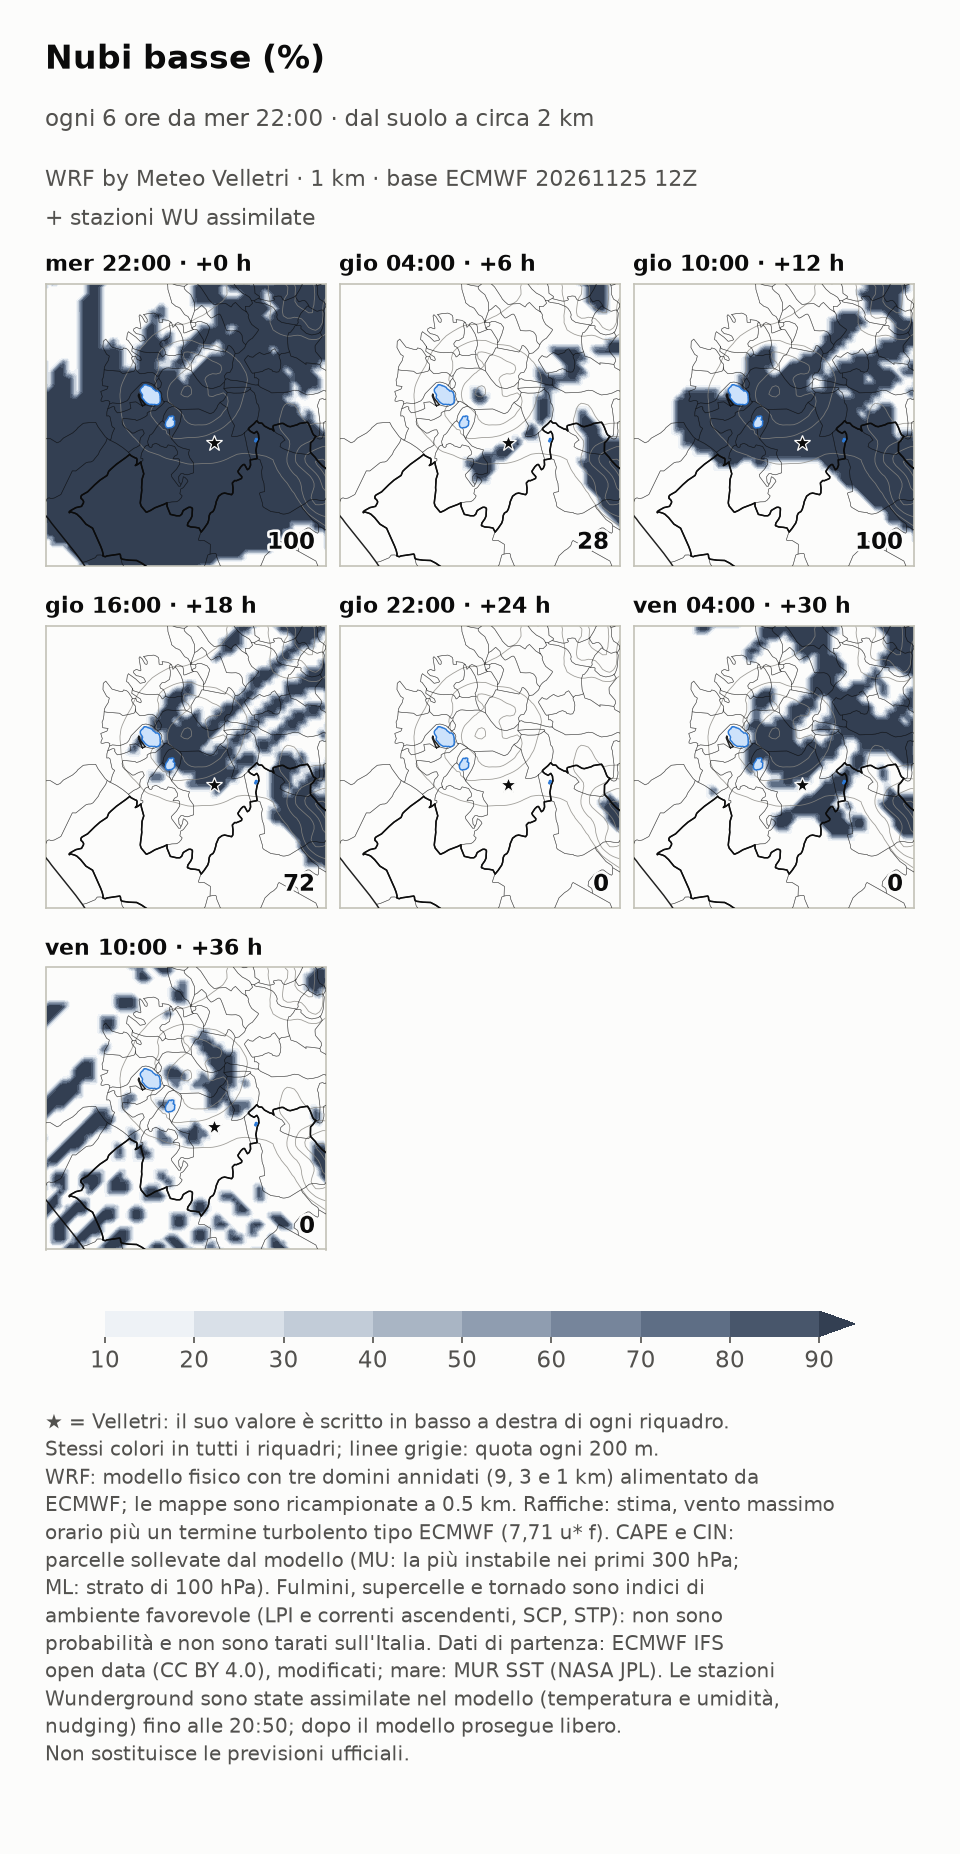 Nubi basse (%)
ogni 6 ore da mer 22:00 · dal suolo a circa 2 km
WRF by Meteo Velletri · 1 km · base ECMWF 20261125 12Z
+ stazioni WU assimilate
mer 22:00 · +0 h
gio 04:00 · +6 h
gio 10:00 · +12 h
100
28
100
gio 16:00 · +18 h
gio 22:00 · +24 h
ven 04:00 · +30 h
72
0
0
ven 10:00 · +36 h
0
10 20 30 40 50 60 70 80 90
★ = Velletri: il suo valore è scritto in basso a destra di ogni riquadro.
Stessi colori in tutti i riquadri; linee grigie: quota ogni 200 m.
WRF: modello fisico con tre domini annidati (9, 3 e 1 km) alimentato da
ECMWF; le mappe sono ricampionate a 0.5 km. Raffiche: stima, vento massimo
orario più un termine turbolento tipo ECMWF (7,71 u* f). CAPE e CIN:
parcelle sollevate dal modello (MU: la più instabile nei primi 300 hPa;
ML: strato di 100 hPa). Fulmini, supercelle e tornado sono indici di
ambiente favorevole (LPI e correnti ascendenti, SCP, STP): non sono
probabilità e non sono tarati sull'Italia. Dati di partenza: ECMWF IFS
open data (CC BY 4.0), modificati; mare: MUR SST (NASA JPL). Le stazioni
Wunderground sono state assimilate nel modello (temperatura e umidità,
nudging) fino alle 20:50; dopo il modello prosegue libero.
Non sostituisce le previsioni ufficiali.